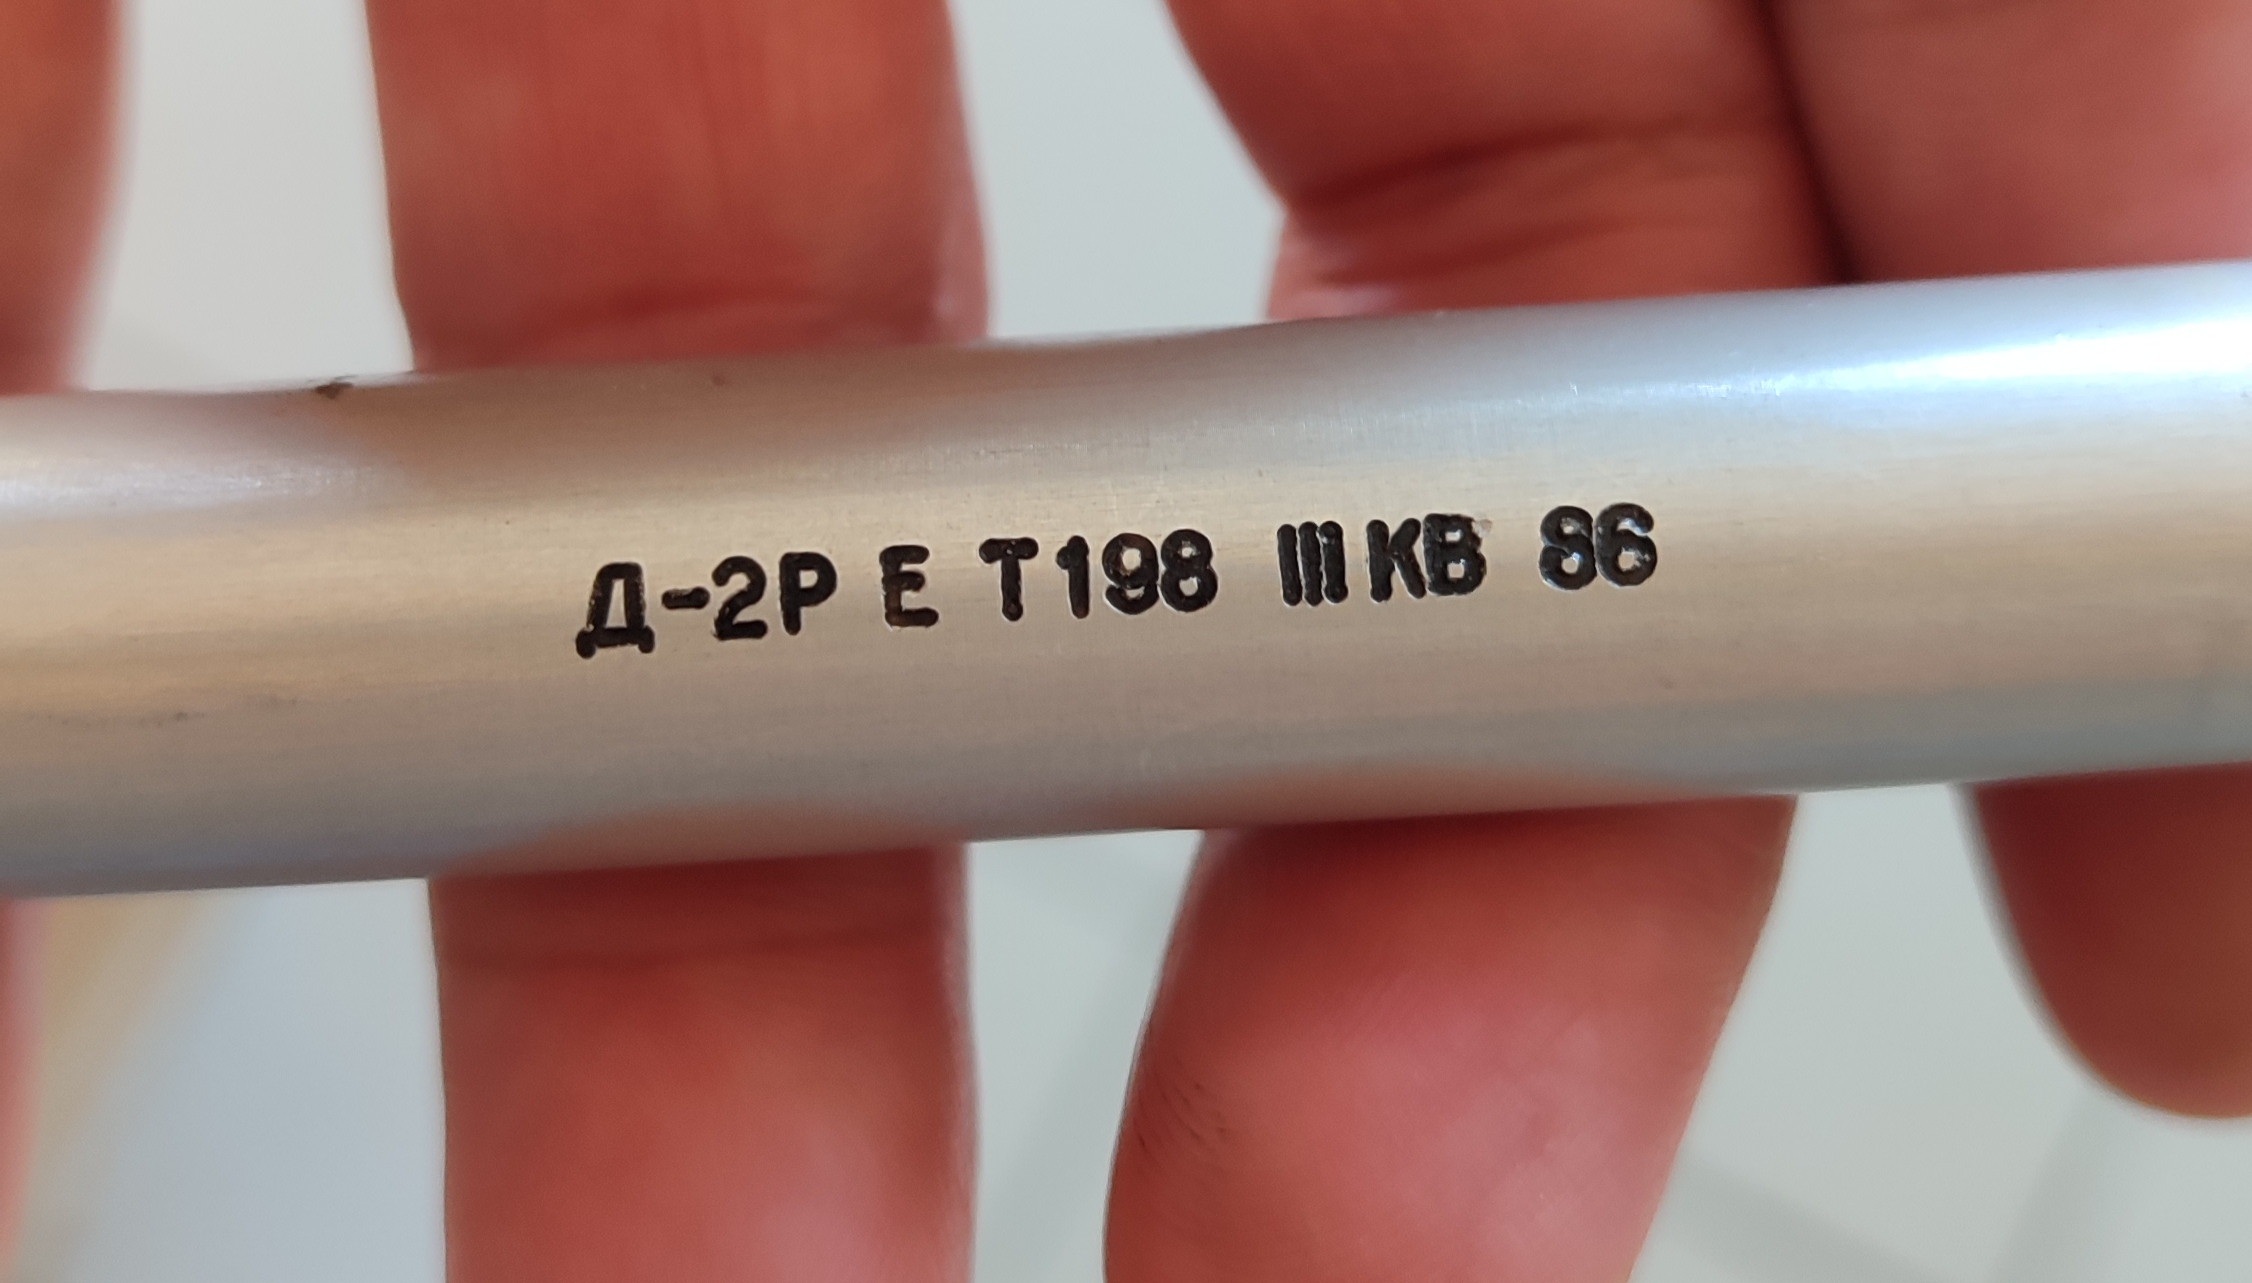 Д-2Р Е Т198 III КВ 86